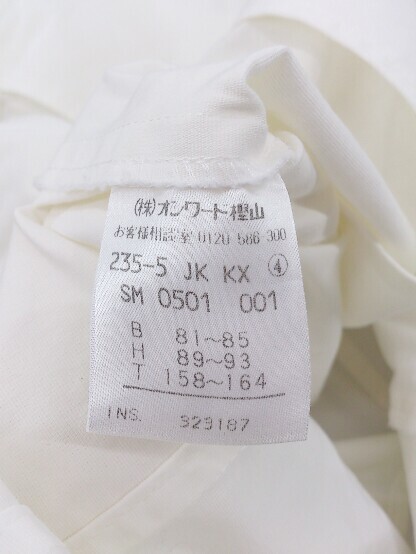 (株)オンワード樫山
お客様相談室 0120 586 300
235-5 JK KX ④
SM 0501 001
B 81~85
H 89~93
T 158~164
INS. 929187